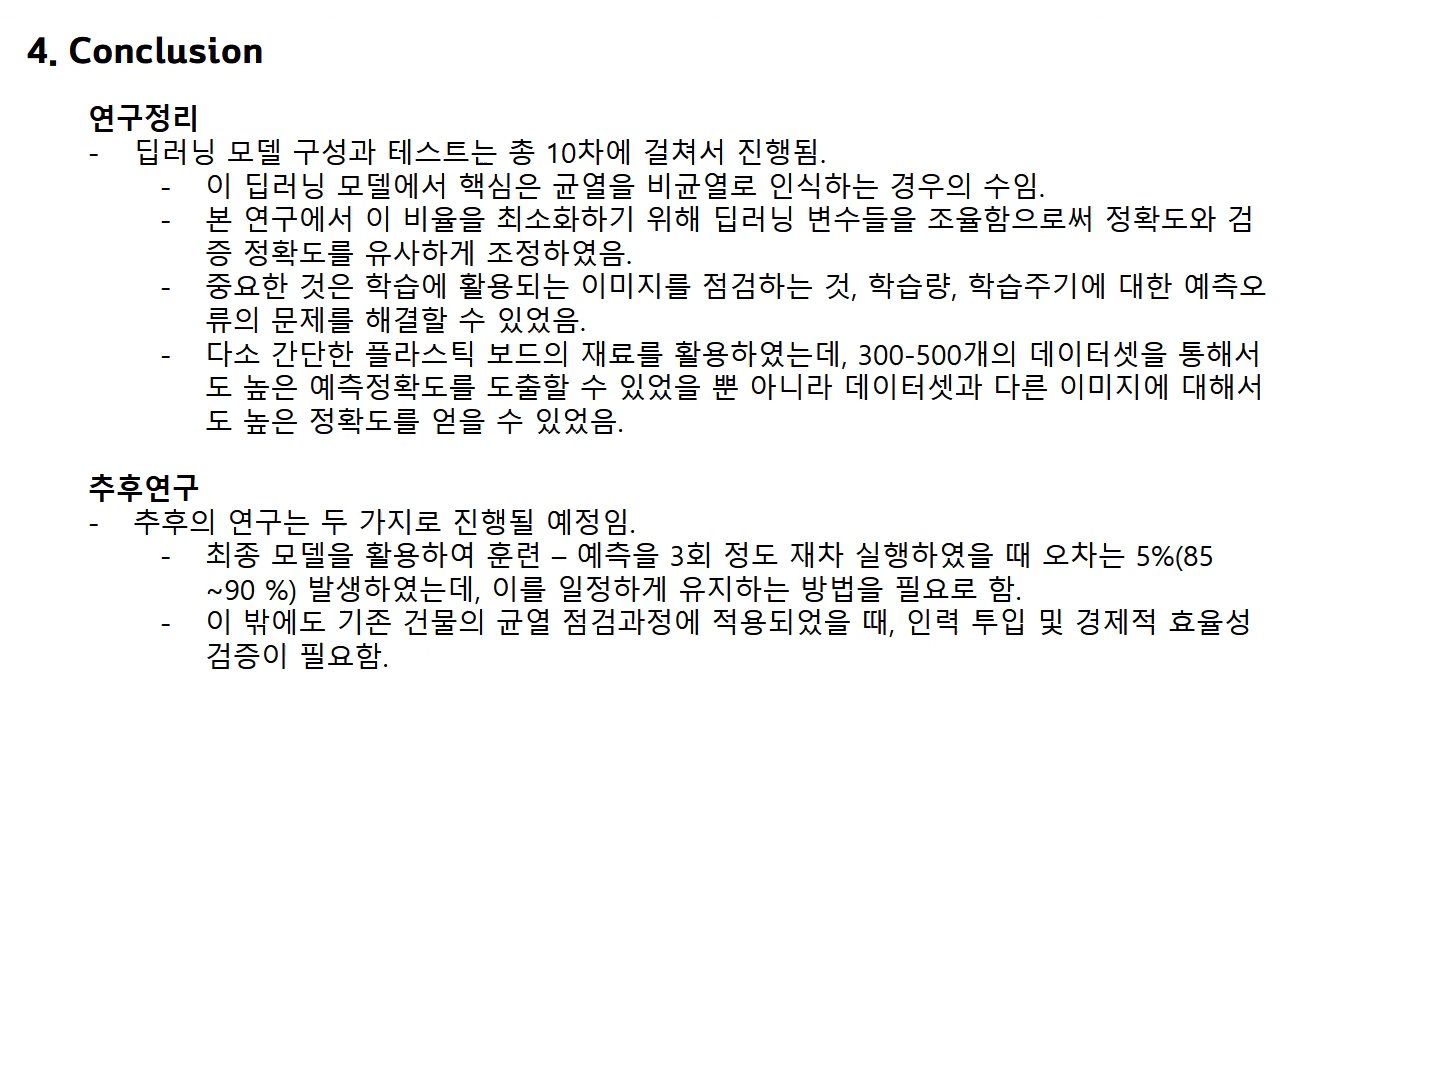 4. Conclusion
연구정리
- 딥러닝 모델 구성과 테스트는 총 10차에 걸쳐서 진행됨.
- 이 딥러닝 모델에서 핵심은 균열을 비균열로 인식하는 경우의 수임.
- 본 연구에서 이 비율을 최소화하기 위해 딥러닝 변수들을 조율함으로써 정확도와 검
증 정확도를 유사하게 조정하였음.
- 중요한 것은 학습에 활용되는 이미지를 점검하는 것, 학습량, 학습주기에 대한 예측오
류의 문제를 해결할 수 있었음.
- 다소 간단한 플라스틱 보드의 재료를 활용하였는데, 300-500개의 데이터셋을 통해서
도 높은 예측정확도를 도출할 수 있었을 뿐 아니라 데이터셋과 다른 이미지에 대해서
도 높은 정확도를 얻을 수 있었음.
추후연구
- 추후의 연구는 두 가지로 진행될 예정임.
- 최종 모델을 활용하여 훈련 – 예측을 3회 정도 재차 실행하였을 때 오차는 5%(85
~90 %) 발생하였는데, 이를 일정하게 유지하는 방법을 필요로 함.
- 이 밖에도 기존 건물의 균열 점검과정에 적용되었을 때, 인력 투입 및 경제적 효율성
검증이 필요함.